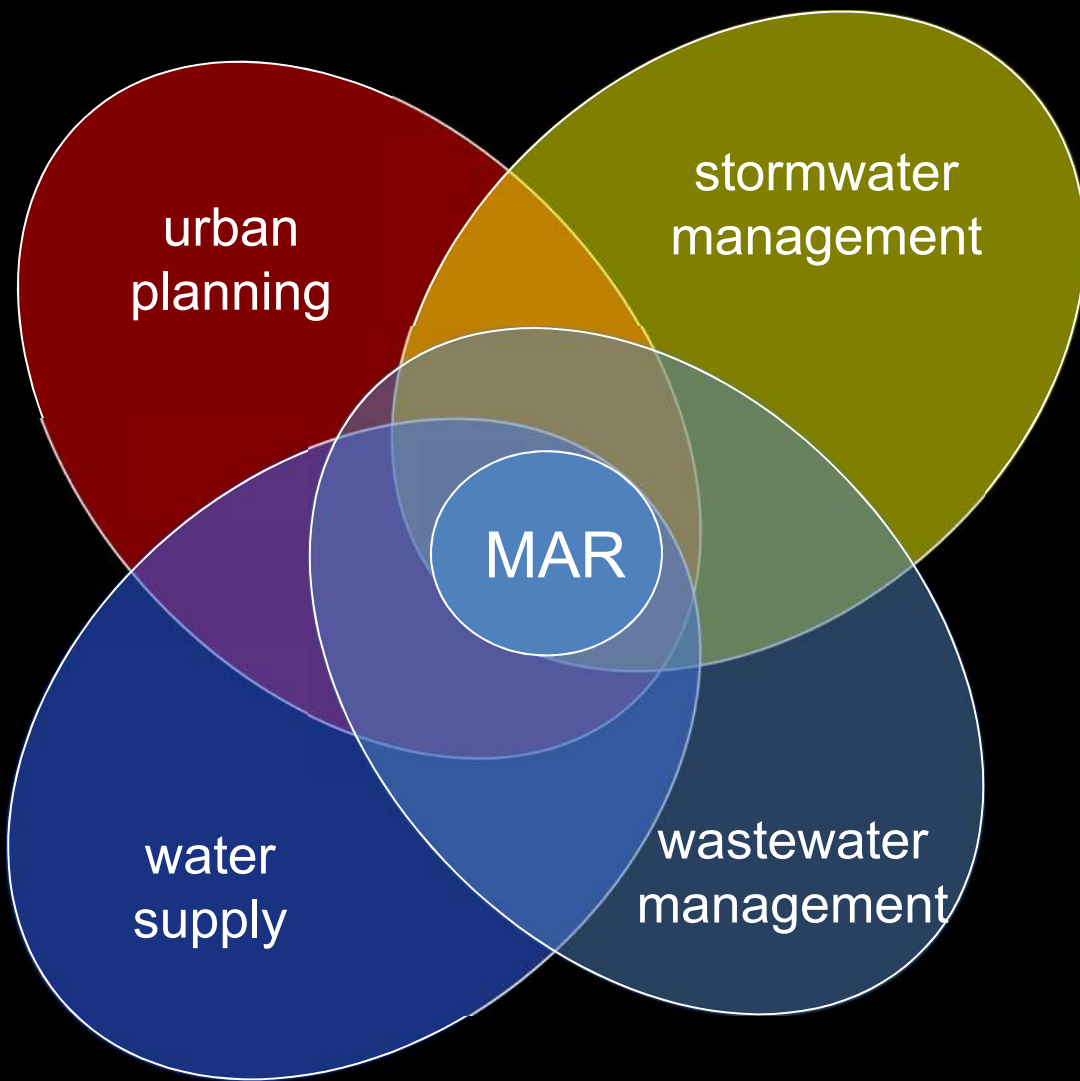 urban
planning
stormwater
management
MAR
water
supply
wastewater
management